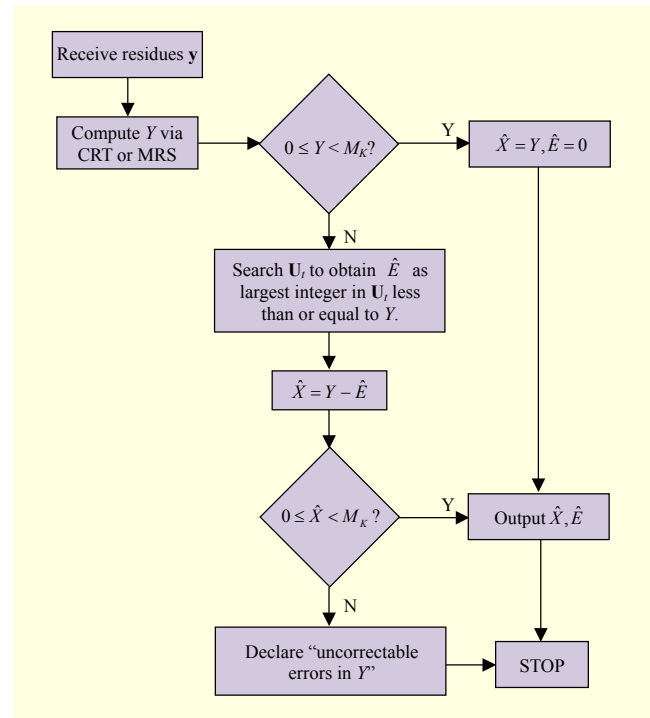 Receive residues y
Compute Y via
CRT or MRS
0 ≤ Y < M_K?
Y
X̂ = Y, Ê = 0
N
Search U_t to obtain Ê as
largest integer in U_t less
than or equal to Y.
X̂ = Y − Ê
0 ≤ X̂ < M_K ?
Y
Output X̂, Ê
N
Declare “uncorrectable
errors in Y”
STOP